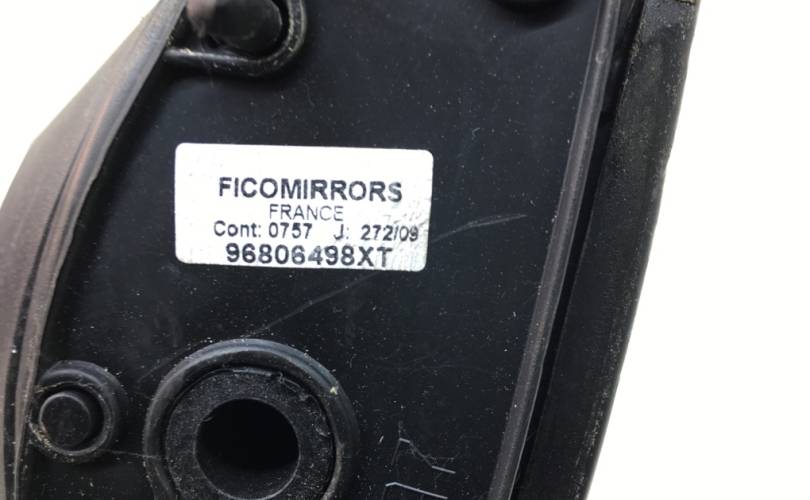 FICOMIRRORS
FRANCE
Cont: 0757 J: 272/09
96806498XT